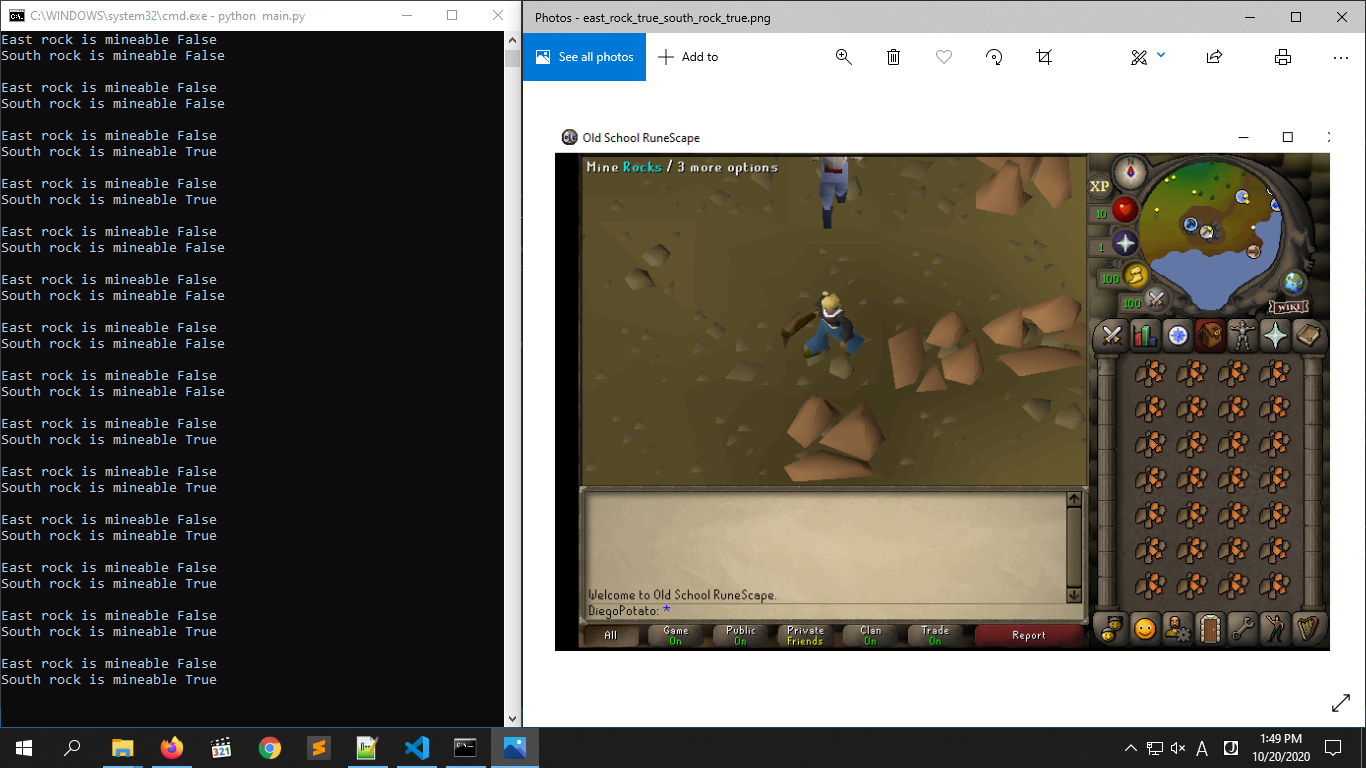 C:\WINDOWS\system32\cmd.exe - python  main.py
East rock is mineable False
South rock is mineable False
East rock is mineable False
South rock is mineable False
East rock is mineable False
South rock is mineable True
East rock is mineable False
South rock is mineable True
East rock is mineable False
South rock is mineable False
East rock is mineable False
South rock is mineable False
East rock is mineable False
South rock is mineable False
East rock is mineable False
South rock is mineable False
East rock is mineable False
South rock is mineable True
East rock is mineable False
South rock is mineable True
East rock is mineable False
South rock is mineable True
East rock is mineable False
South rock is mineable True
East rock is mineable False
South rock is mineable True
East rock is mineable False
South rock is mineable True
Photos - east_rock_true_south_rock_true.png
See all photos
Add to
Old School RuneScape
Mine Rocks / 3 more options
N
XP
10
1
100
100
WIKI
Welcome to Old School RuneScape.
DiegoPotato: *
All
Game
On
Public
On
Private
Friends
Clan
On
Trade
On
Report
321
A
1:49 PM
10/20/2020